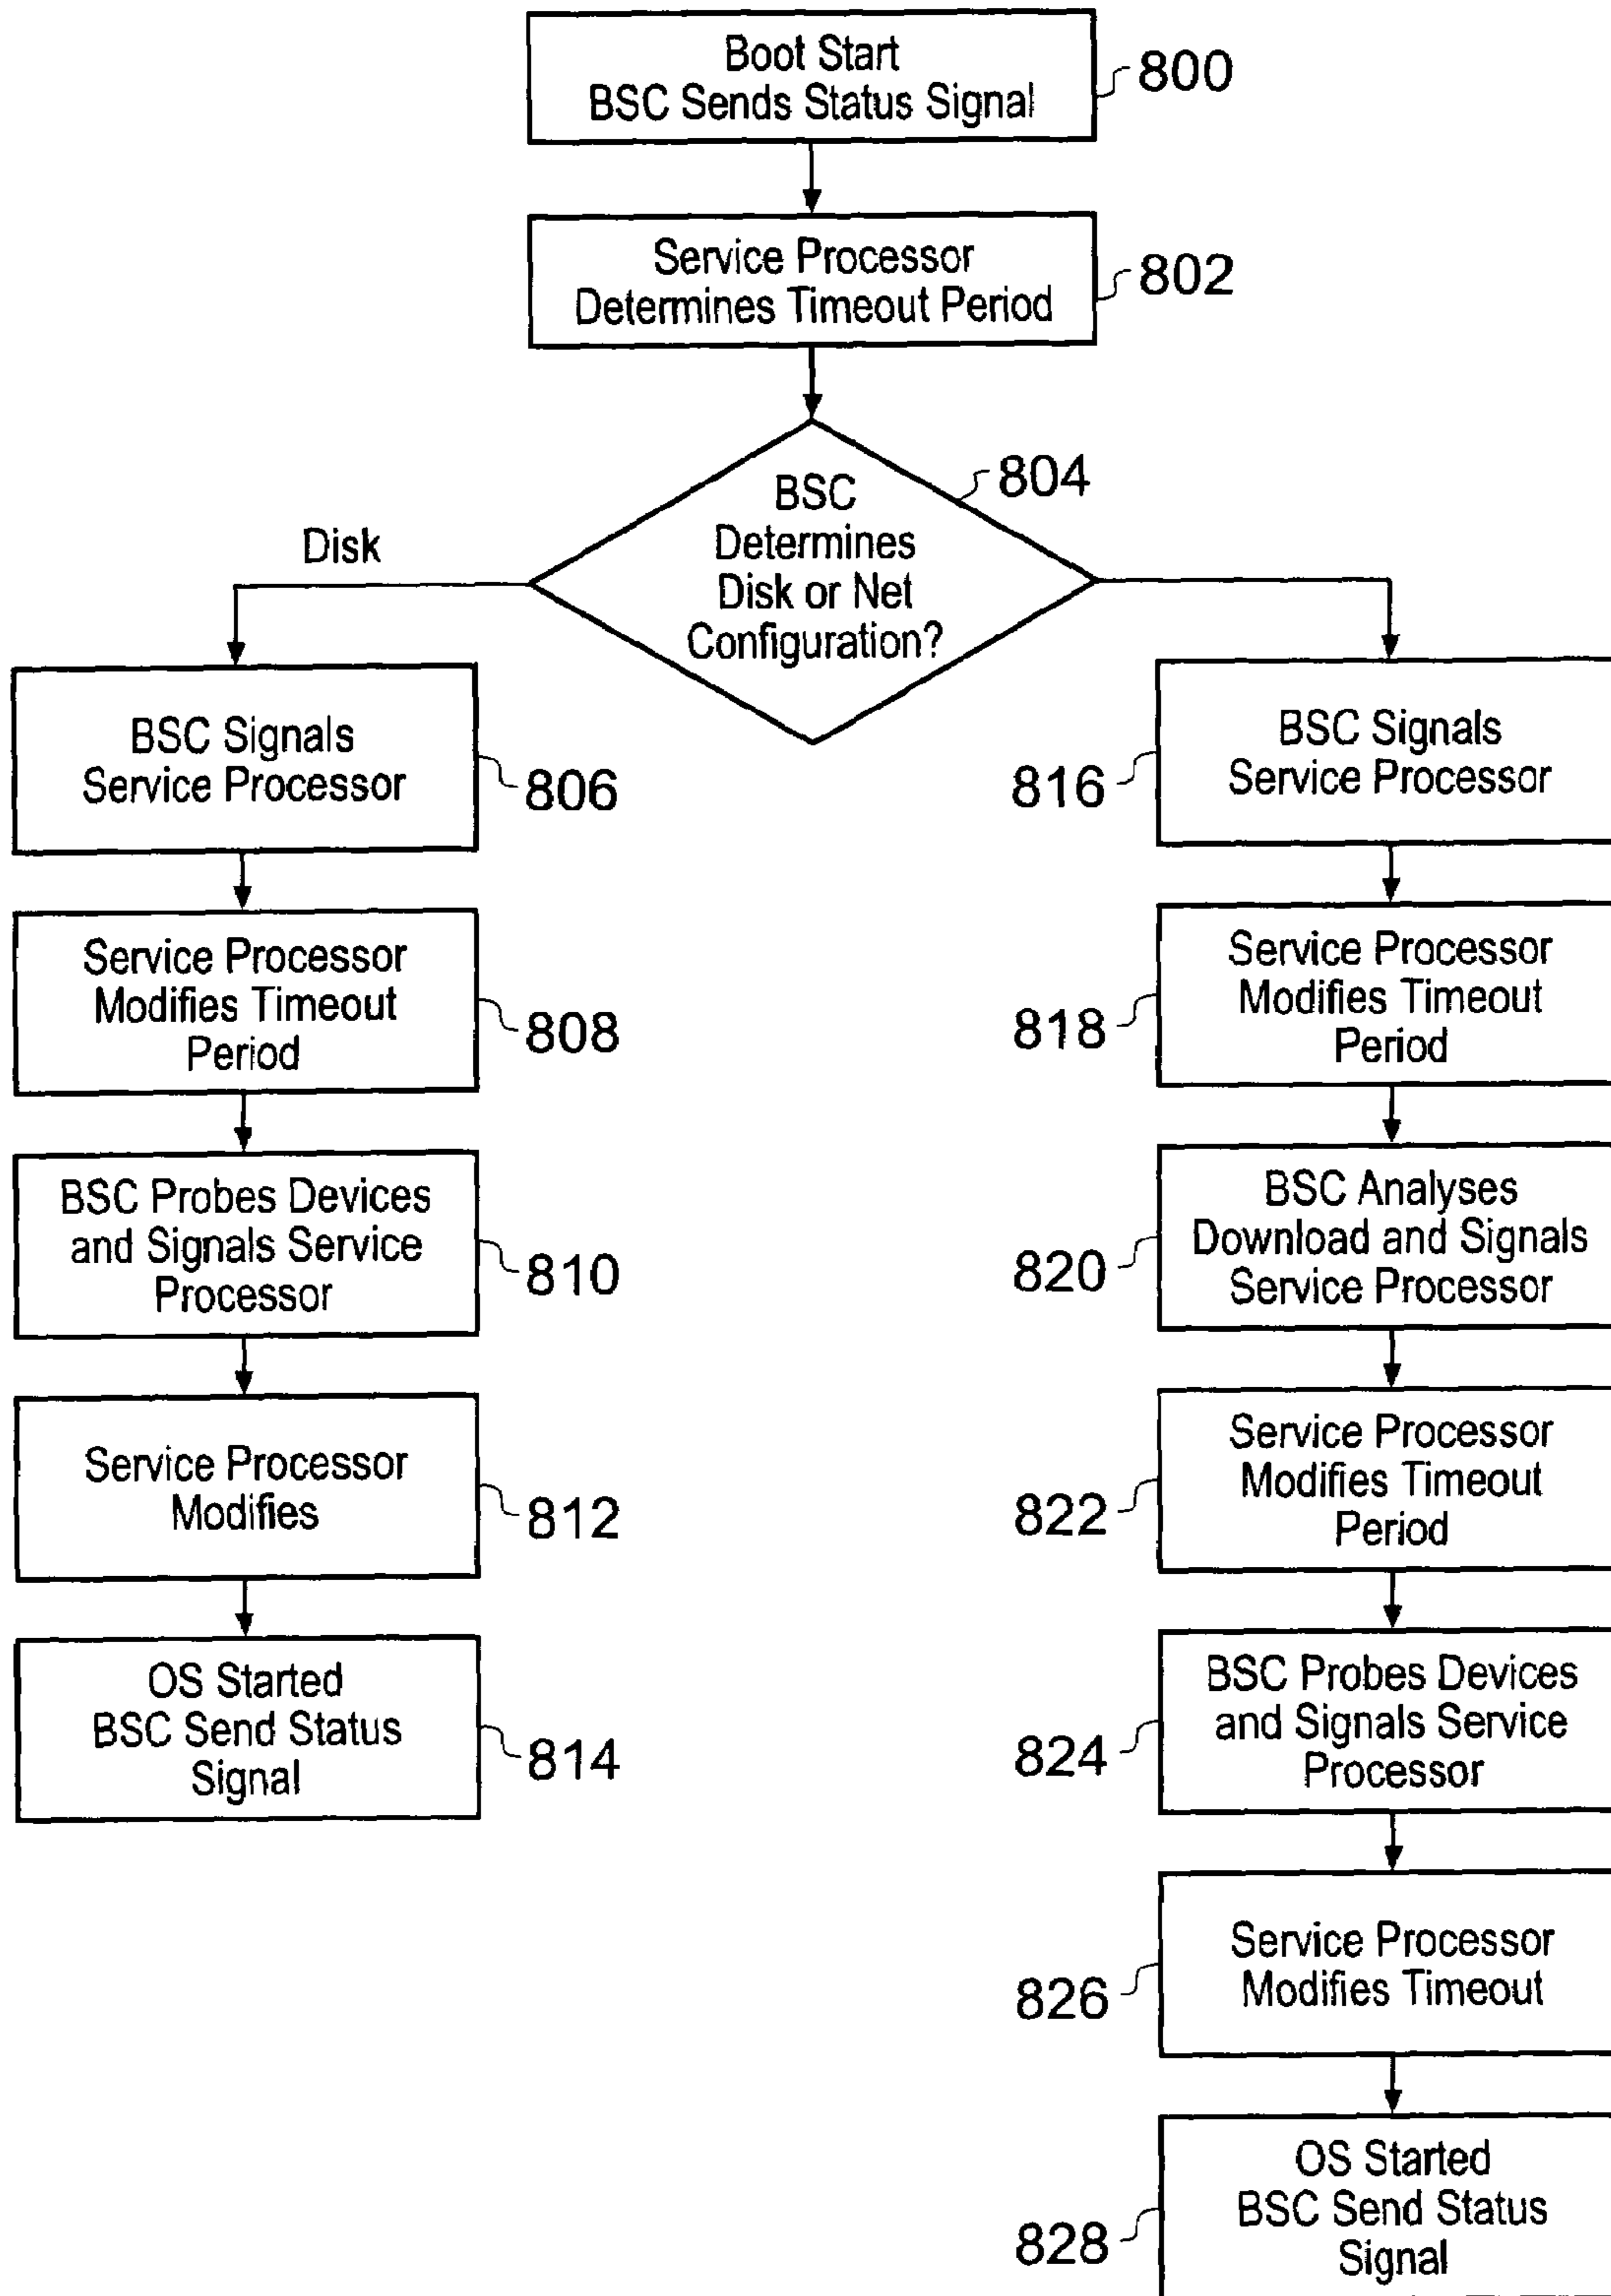 Boot Start
BSC Sends Status Signal
800
Service Processor
Determines Timeout Period
802
BSC
Determines
Disk or Net
Configuration?
804
Disk
BSC Signals
Service Processor
806
Service Processor
Modifies Timeout
Period
808
BSC Probes Devices
and Signals Service
Processor
810
Service Processor
Modifies
812
OS Started
BSC Send Status
Signal
814
BSC Signals
Service Processor
816
Service Processor
Modifies Timeout
Period
818
BSC Analyses
Download and Signals
Service Processor
820
Service Processor
Modifies Timeout
Period
822
BSC Probes Devices
and Signals Service
Processor
824
Service Processor
Modifies Timeout
826
OS Started
BSC Send Status
Signal
828